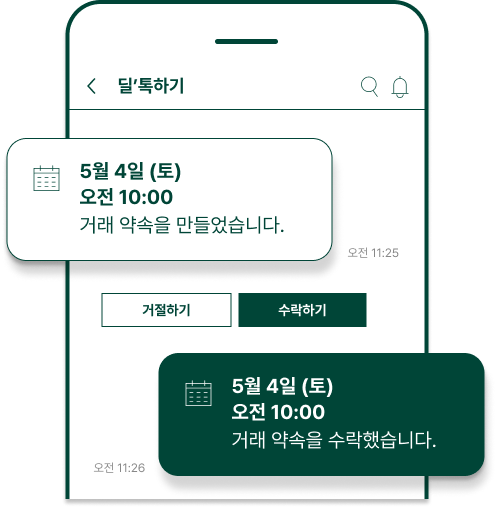 딜’톡하기
5월 4일 (토)
오전 10:00
거래 약속을 만들었습니다.
오전 11:25
거절하기
수락하기
5월 4일 (토)
오전 10:00
거래 약속을 수락했습니다.
오전 11:26